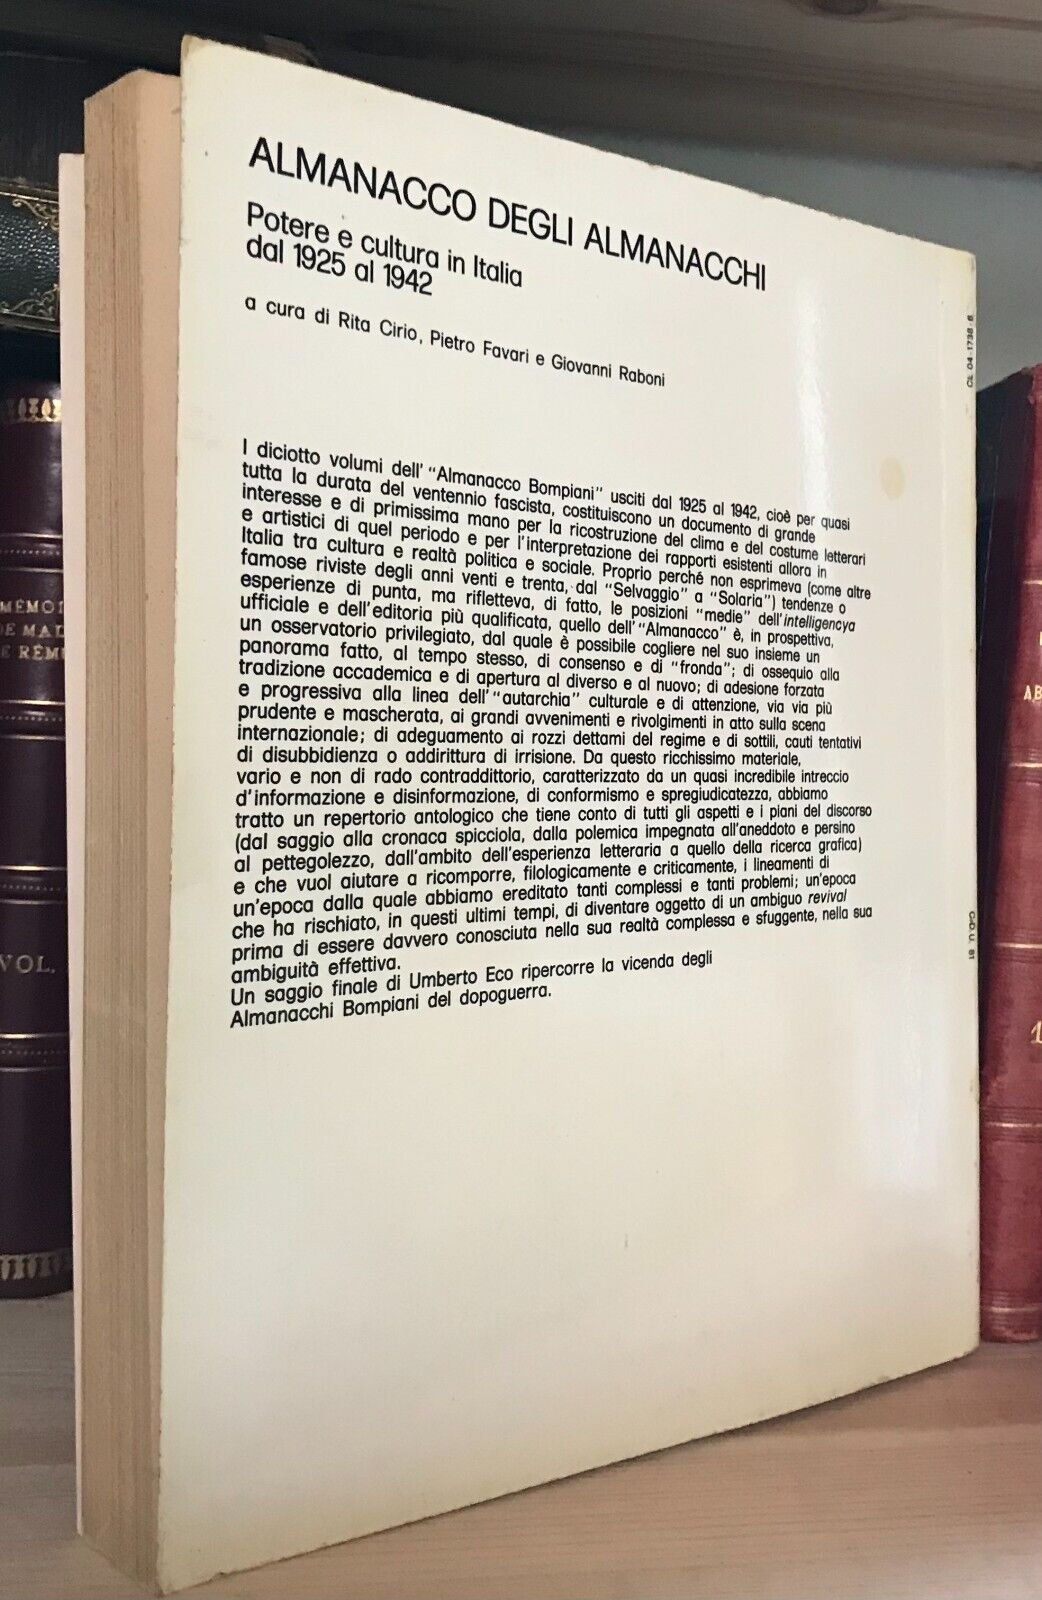 ALMANACCO DEGLI ALMANACCHI
Potere e cultura in Italia
dal 1925 al 1942
a cura di Rita Cirio, Pietro Favari e Giovanni Raboni
I diciotto volumi dell' "Almanacco Bompiani" usciti dal 1925 al 1942, cioè per quasi
tutta la durata del ventennio fascista, costituiscono un documento di grande
interesse e di primissima mano per la ricostruzione del clima e del costume letterari
e artistici di quel periodo e per l'interpretazione dei rapporti esistenti allora in
Italia tra cultura e realtà politica e sociale. Proprio perché non esprimeva (come altre
famose riviste degli anni venti e trenta, dal "Selvaggio" a "Solaria") tendenze o
esperienze di punta, ma rifletteva, di fatto, le posizioni "medie" dell'intelligencya
ufficiale e dell'editoria più qualificata, quello dell'"Almanacco" è, in prospettiva,
un osservatorio privilegiato, dal quale è possibile cogliere nel suo insieme un
panorama fatto, al tempo stesso, di consenso e di "fronda"; di ossequio alla
tradizione accademica e di apertura al diverso e al nuovo; di adesione forzata
e progressiva alla linea dell'"autarchia" culturale e di attenzione, via via più
prudente e mascherata, ai grandi avvenimenti e rivolgimenti in atto sulla scena
internazionale; di adeguamento ai rozzi dettami del regime e di sottili, cauti tentativi
di disubbidienza o addirittura di irrisione. Da questo ricchissimo materiale,
vario e non di rado contraddittorio, caratterizzato da un quasi incredibile intreccio
d'informazione e disinformazione, di conformismo e spregiudicatezza, abbiamo
tratto un repertorio antologico che tiene conto di tutti gli aspetti e i piani del discorso
(dal saggio alla cronaca spicciola, dalla polemica impegnata all'aneddoto e persino
al pettegolezzo, dall'ambito dell'esperienza letteraria a quello della ricerca grafica)
e che vuol aiutare a ricomporre, filologicamente e criticamente, i lineamenti di
un'epoca dalla quale abbiamo ereditato tanti complessi e tanti problemi; un'epoca
che ha rischiato, in questi ultimi tempi, di diventare oggetto di un ambiguo revival
prima di essere davvero conosciuta nella sua realtà complessa e sfuggente, nella sua
ambiguità effettiva.
Un saggio finale di Umberto Eco ripercorre la vicenda degli
Almanacchi Bompiani del dopoguerra.
CL 04-1738-6
C.D.U. 81
MÉMOI
DE MAL
E RÉMU
VOL.
AB
1